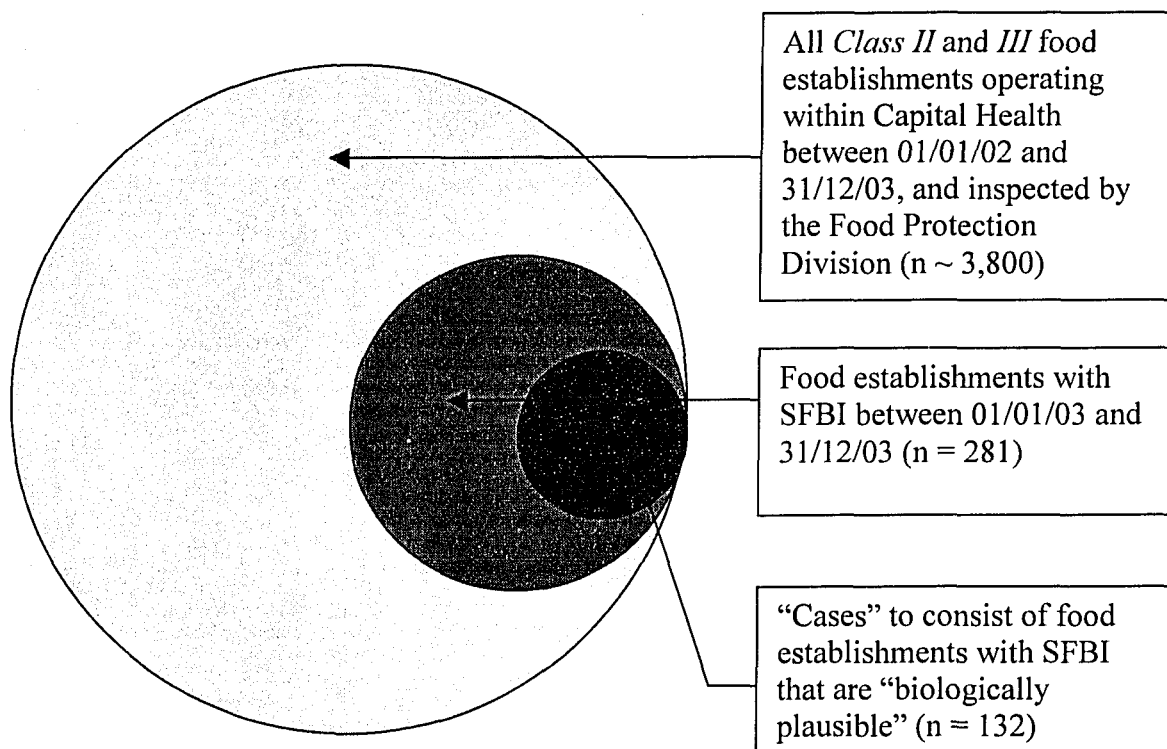 All Class II and III food
establishments operating
within Capital Health
between 01/01/02 and
31/12/03, and inspected by
the Food Protection
Division (n ~ 3,800)
Food establishments with
SFBI between 01/01/03 and
31/12/03 (n = 281)
“Cases” to consist of food
establishments with SFBI
that are “biologically
plausible” (n = 132)